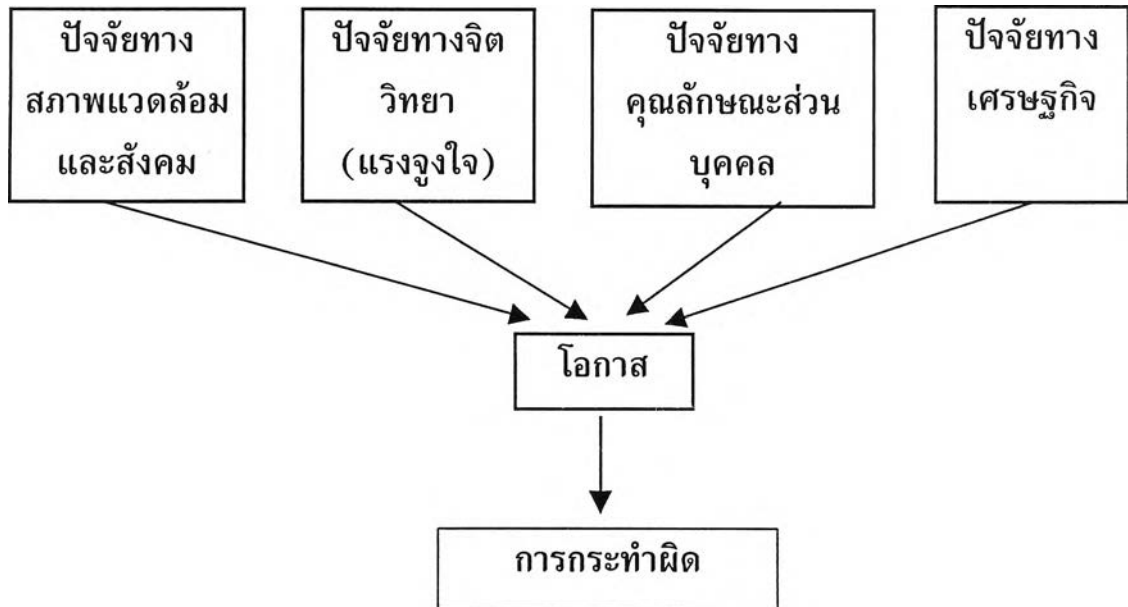 ปัจจัยทาง
สภาพแวดล้อม
และสังคม
ปัจจัยทางจิต
วิทยา
(แรงจูงใจ)
ปัจจัยทาง
คุณลักษณะส่วน
บุคคล
ปัจจัยทาง
เศรษฐกิจ
โอกาส
การกระทำผิด